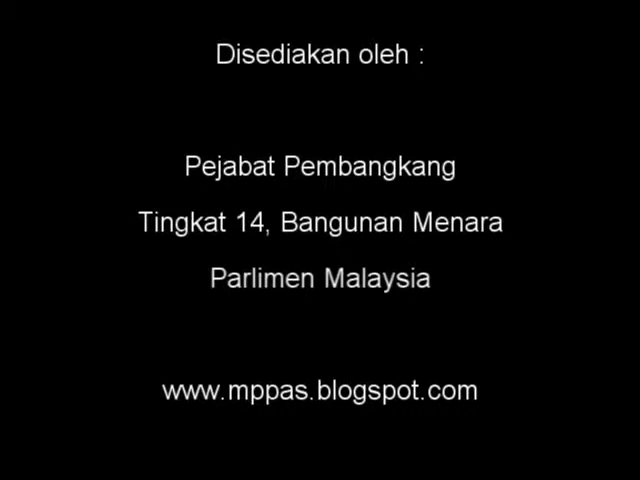 Disediakan oleh :
Pejabat Pembangkang
Tingkat 14, Bangunan Menara
Parlimen Malaysia
www.mppas.blogspot.com